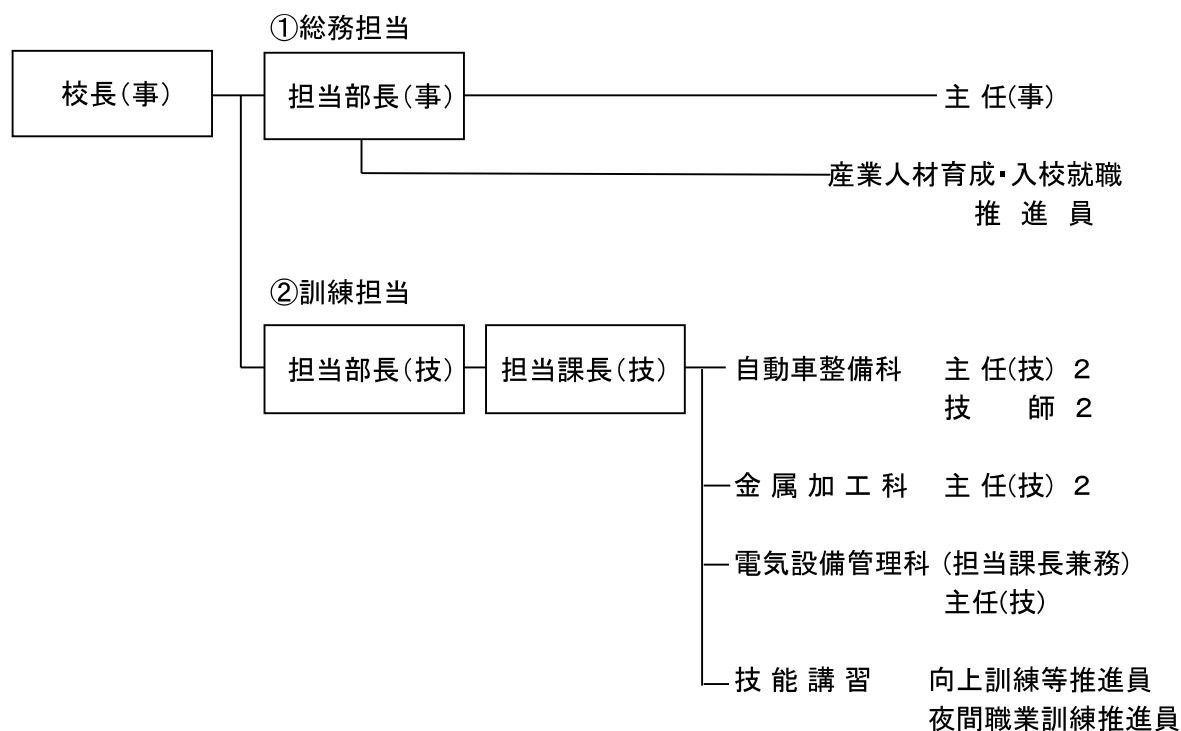 ①総務担当
校長(事)
担当部長(事)
主 任(事)
産業人材育成・入校就職
推 進 員
②訓練担当
担当部長(技)
担当課長(技)
自動車整備科 主 任(技) 2
技 師 2
金 属 加 工 科 主 任(技) 2
電気設備管理科 (担当課長兼務)
主任(技)
技 能 講 習 向上訓練等推進員
夜間職業訓練推進員